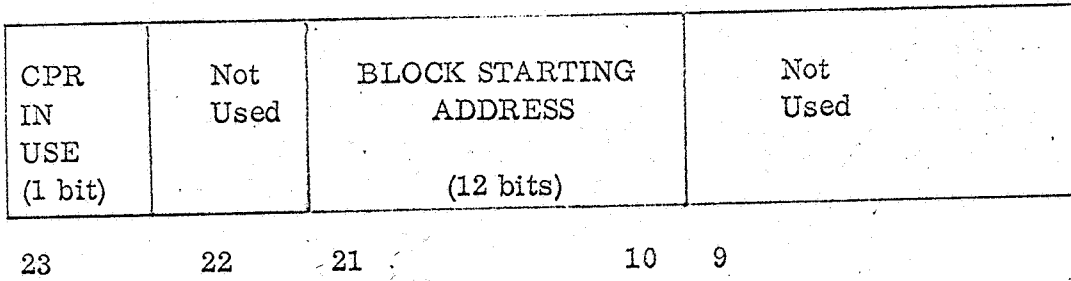 CPR
IN
USE
(1 bit)
Not
Used
BLOCK STARTING
ADDRESS
(12 bits)
Not
Used
23 22 21 10 9